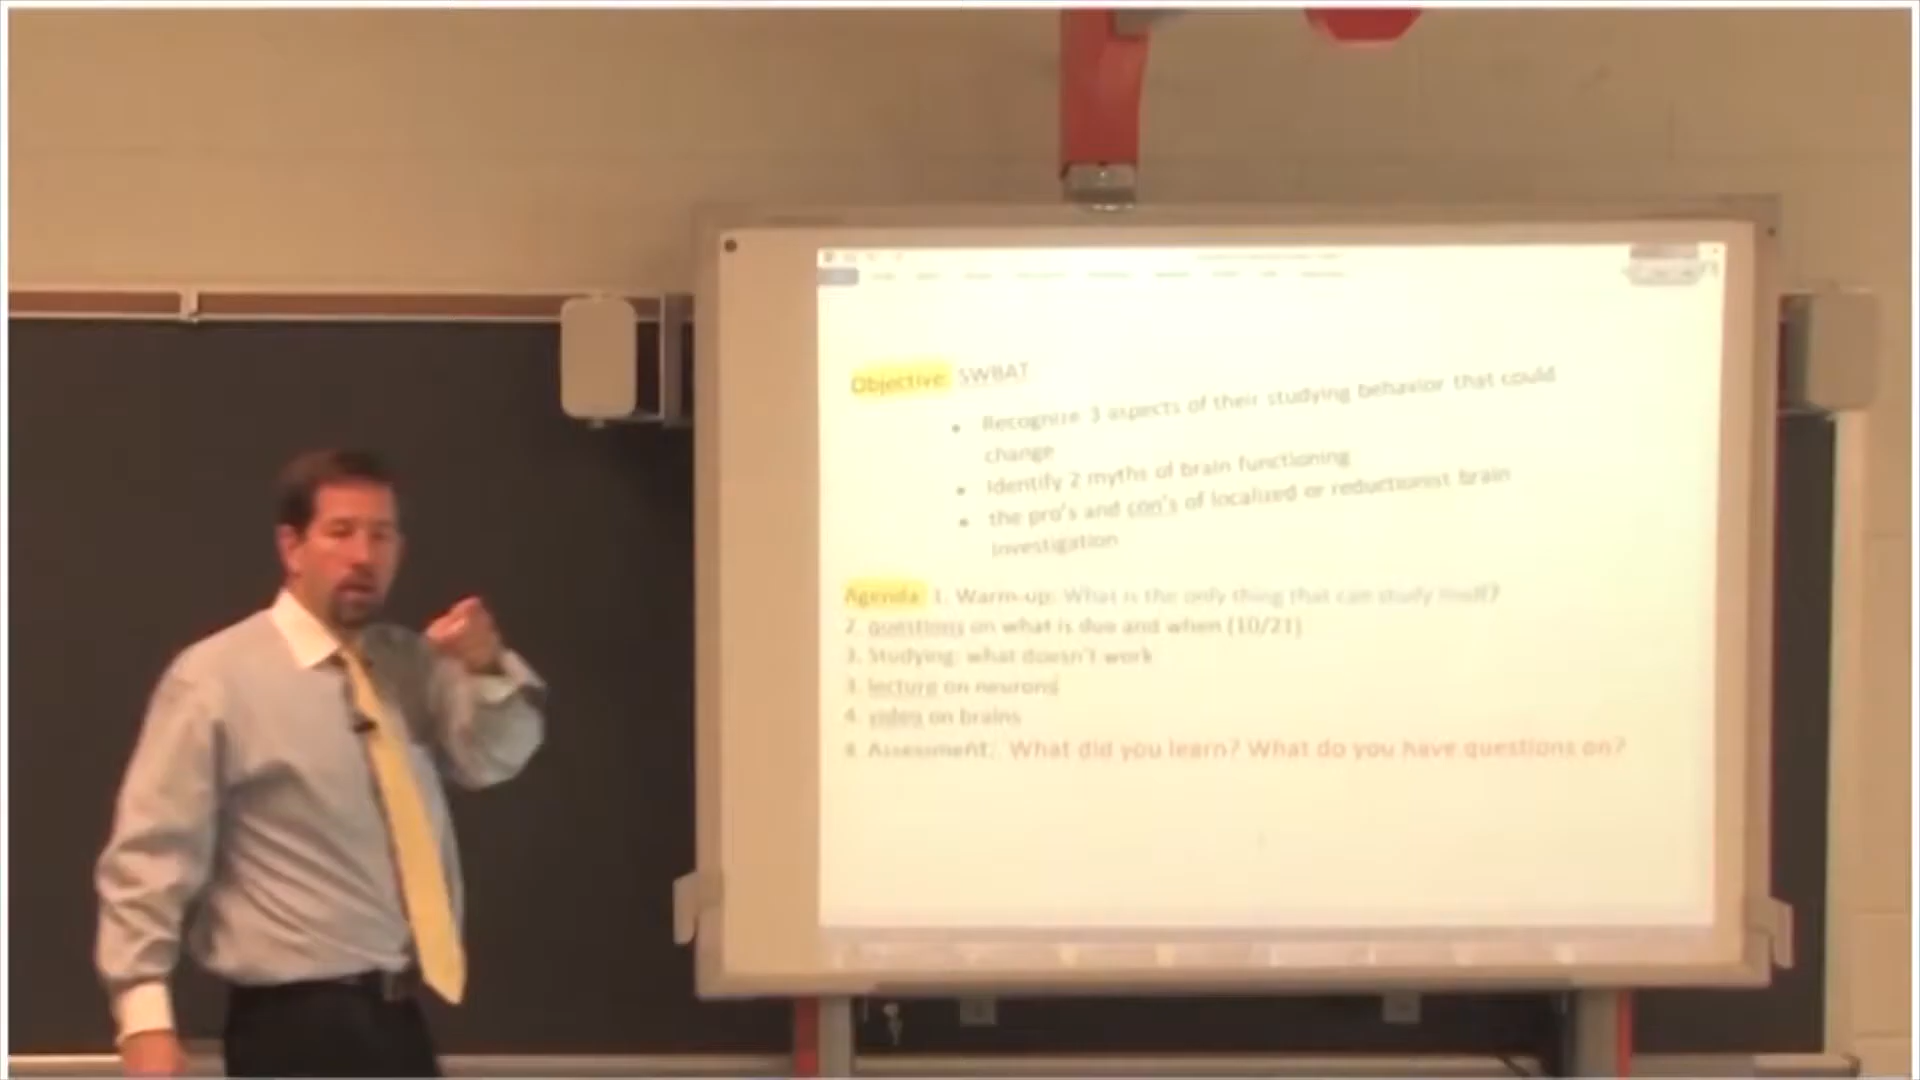 Objective: SWBAT
• Recognize 3 aspects of their studying behavior that could
change
• Identify 2 myths of brain functioning
• the pro's and con's of localized or reductionist brain
investigation
Agenda: 1. Warm-up: What is the only thing that can study itself?
2. questions on what is due and when (10/21)
3. Studying: what doesn't work
3. lecture on neurons
4. video on brains
Assessment: What did you learn? What do you have questions on?